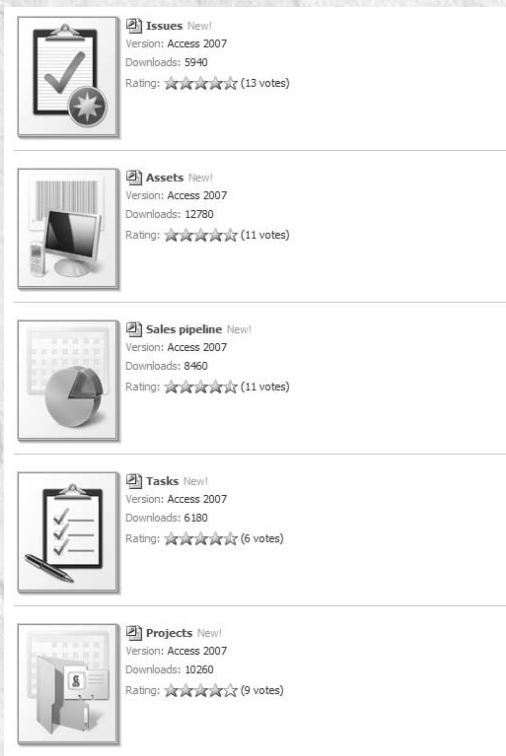 Issues New!
Version: Access 2007
Downloads: 5940
Rating: (13 votes)
Assets New!
Version: Access 2007
Downloads: 12780
Rating: (11 votes)
Sales pipeline New!
Version: Access 2007
Downloads: 8460
Rating: (11 votes)
Tasks New!
Version: Access 2007
Downloads: 6180
Rating: (6 votes)
Projects New!
Version: Access 2007
Downloads: 10260
Rating: (9 votes)